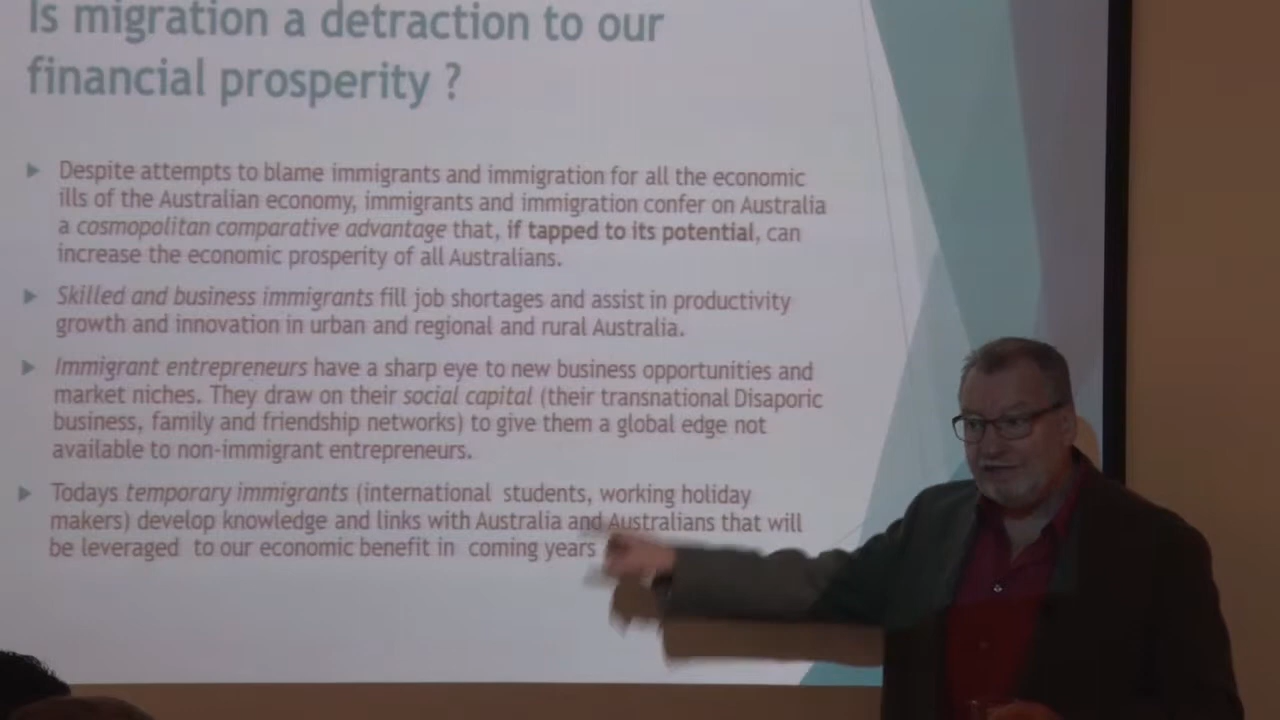 Is migration a detraction to our
financial prosperity ?
Despite attempts to blame immigrants and immigration for all the economic
ills of the Australian economy, immigrants and immigration confer on Australia
a cosmopolitan comparative advantage that, if tapped to its potential, can
increase the economic prosperity of all Australians.
Skilled and business immigrants fill job shortages and assist in productivity
growth and innovation in urban and regional and rural Australia.
Immigrant entrepreneurs have a sharp eye to new business opportunities and
market niches. They draw on their social capital (their transnational Disaporic
business, family and friendship networks) to give them a global edge not
available to non-immigrant entrepreneurs.
Todays temporary immigrants (international students, working holiday
makers) develop knowledge and links with Australia and Australians that will
be leveraged to our economic benefit in coming years